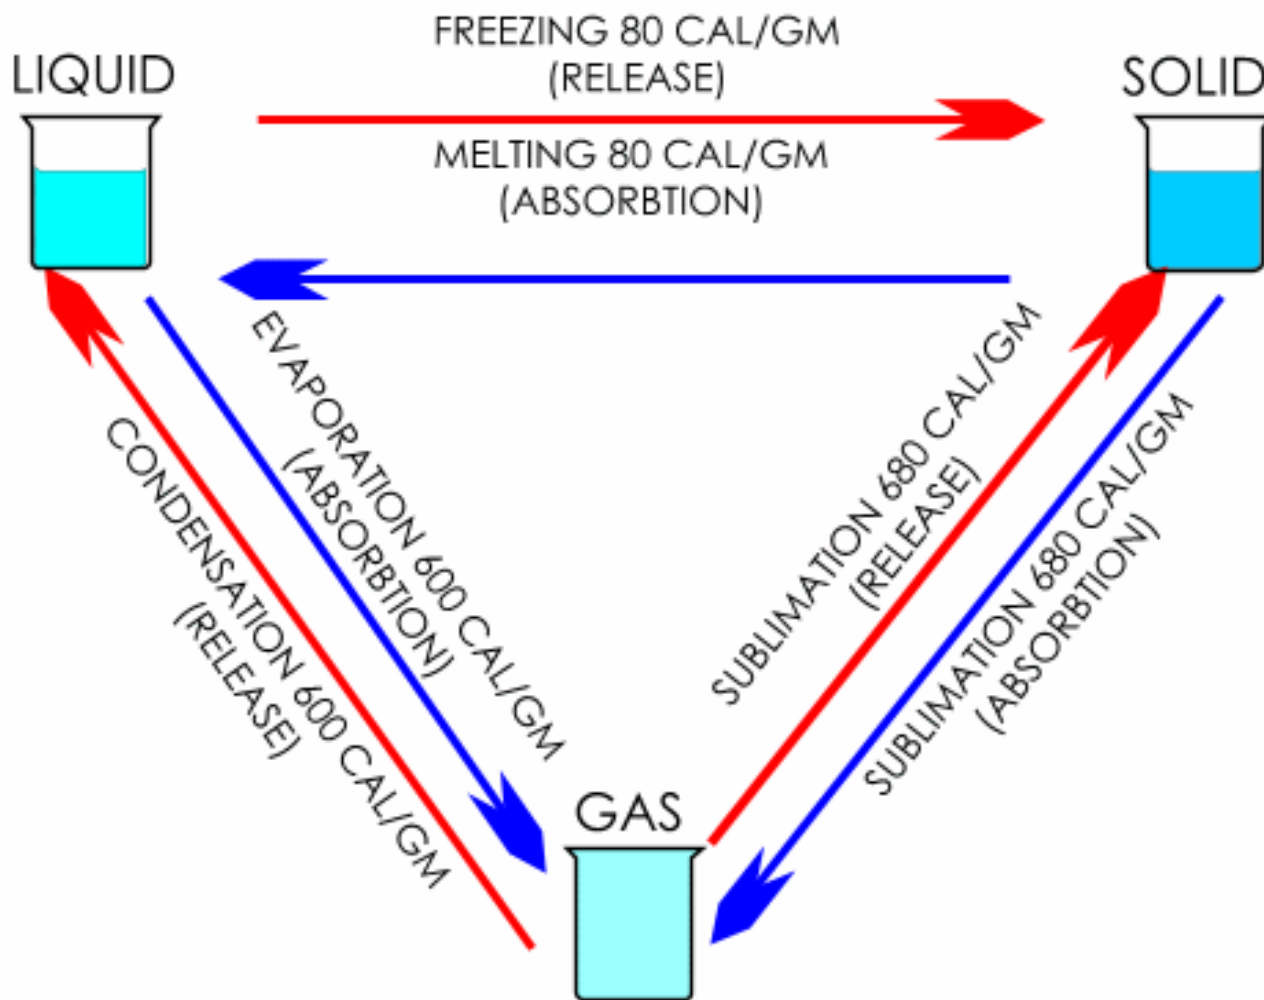 FREEZING 80 CAL/GM
(RELEASE)
LIQUID
SOLID
MELTING 80 CAL/GM
(ABSORBTION)
EVAPORATION 600 CAL/GM
(ABSORBTION)
CONDENSATION 600 CAL/GM
(RELEASE)
SUBLIMATION 680 CAL/GM
(RELEASE)
SUBLIMATION 680 CAL/GM
(ABSORBTION)
GAS